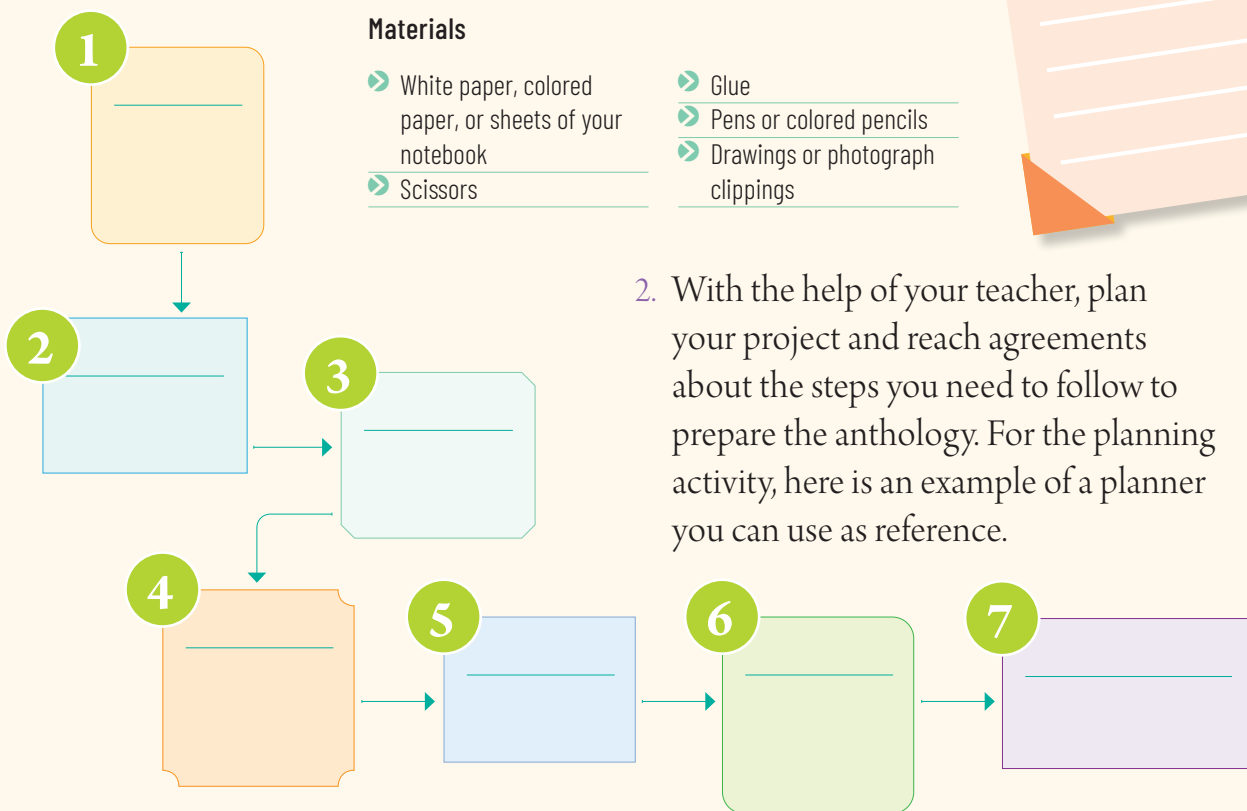 1
Materials
White paper, colored
paper, or sheets of your
notebook
Scissors
Glue
Pens or colored pencils
Drawings or photograph
clippings
2. With the help of your teacher, plan
your project and reach agreements
about the steps you need to follow to
prepare the anthology. For the planning
activity, here is an example of a planner
you can use as reference.
2
3
4
5
6
7